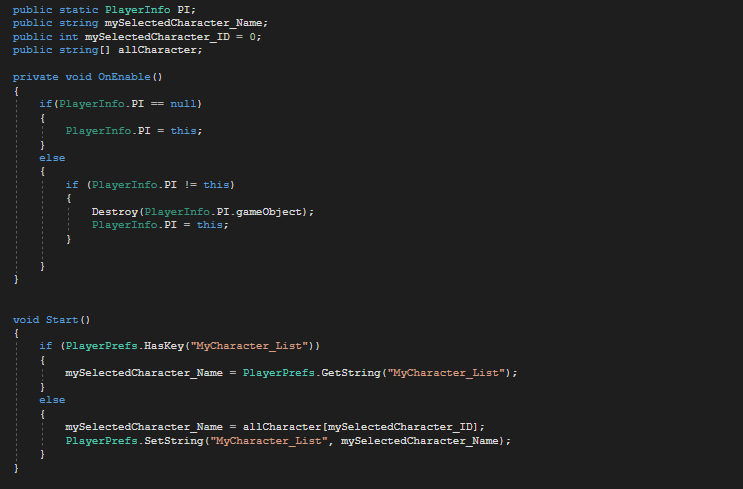 public static PlayerInfo PI;
public string mySelectedCharacter_Name;
public int mySelectedCharacter_ID = 0;
public string[] allCharacter;
private void OnEnable()
{
if(PlayerInfo.PI == null)
{
PlayerInfo.PI = this;
}
else
{
if (PlayerInfo.PI != this)
{
Destroy(PlayerInfo.PI.gameObject);
PlayerInfo.PI = this;
}
}
}
void Start()
{
if (PlayerPrefs.HasKey("MyCharacter_List"))
{
mySelectedCharacter_Name = PlayerPrefs.GetString("MyCharacter_List");
}
else
{
mySelectedCharacter_Name = allCharacter[mySelectedCharacter_ID];
PlayerPrefs.SetString("MyCharacter_List", mySelectedCharacter_Name);
}
}